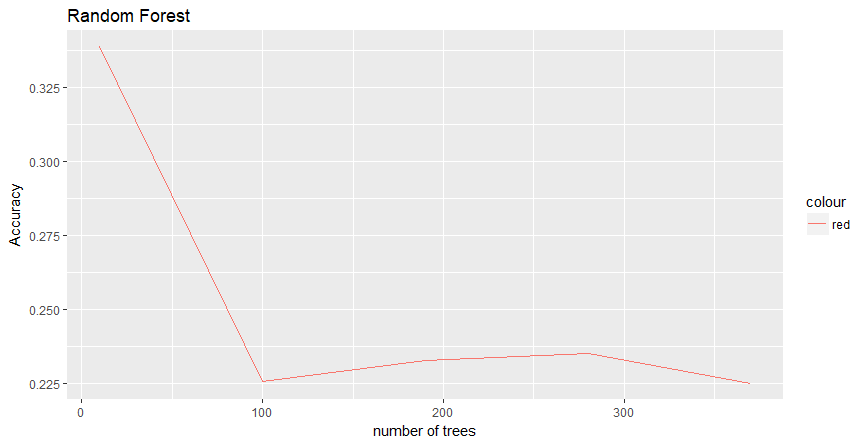 Random Forest
Accuracy
0.325
0.300
0.275
0.250
0.225
0 100 200 300
number of trees
colour
red